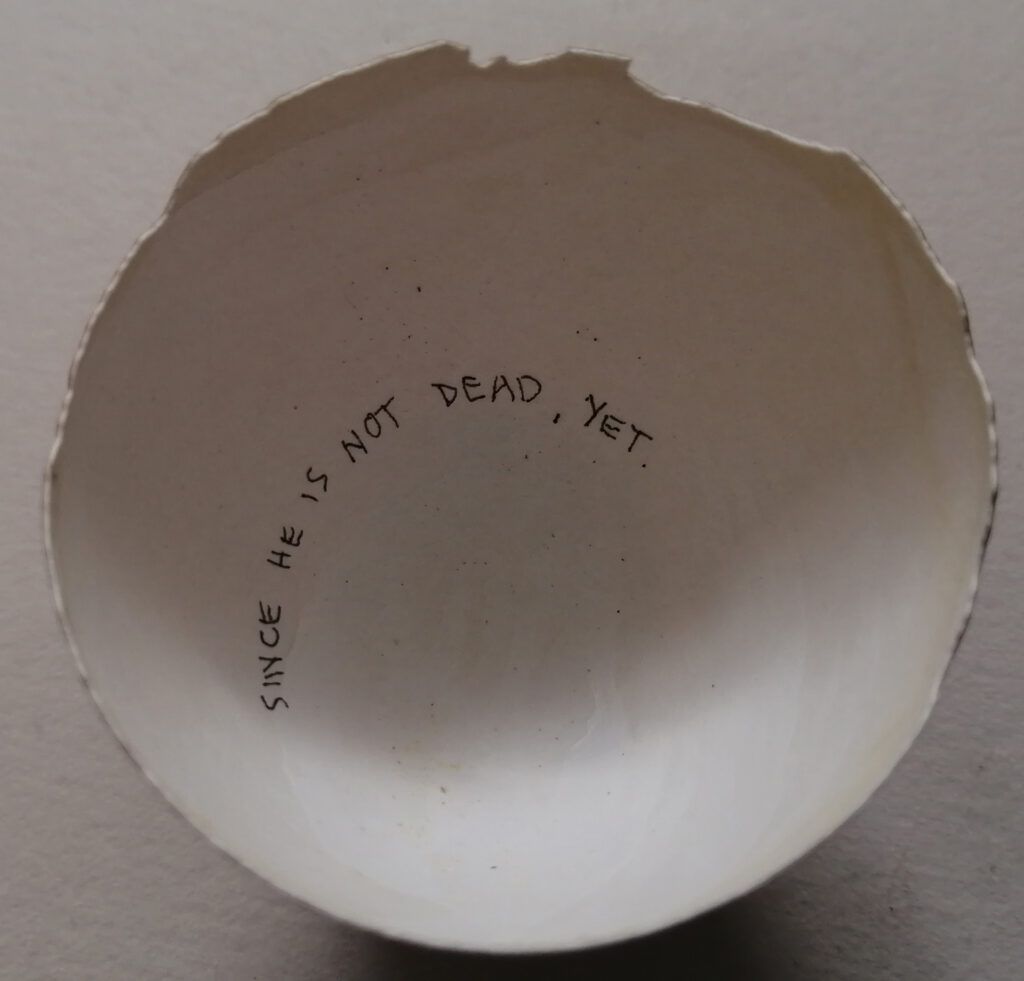 SINCE HE IS NOT DEAD, YET.